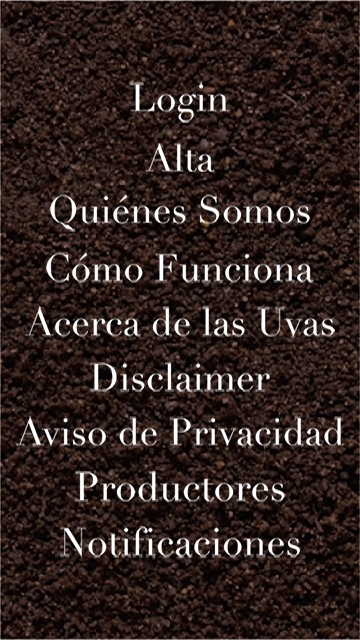 Login
Alta
Quiénes Somos
Cómo Funciona
Acerca de las Uvas
Disclaimer
Aviso de Privacidad
Productores
Notificaciones